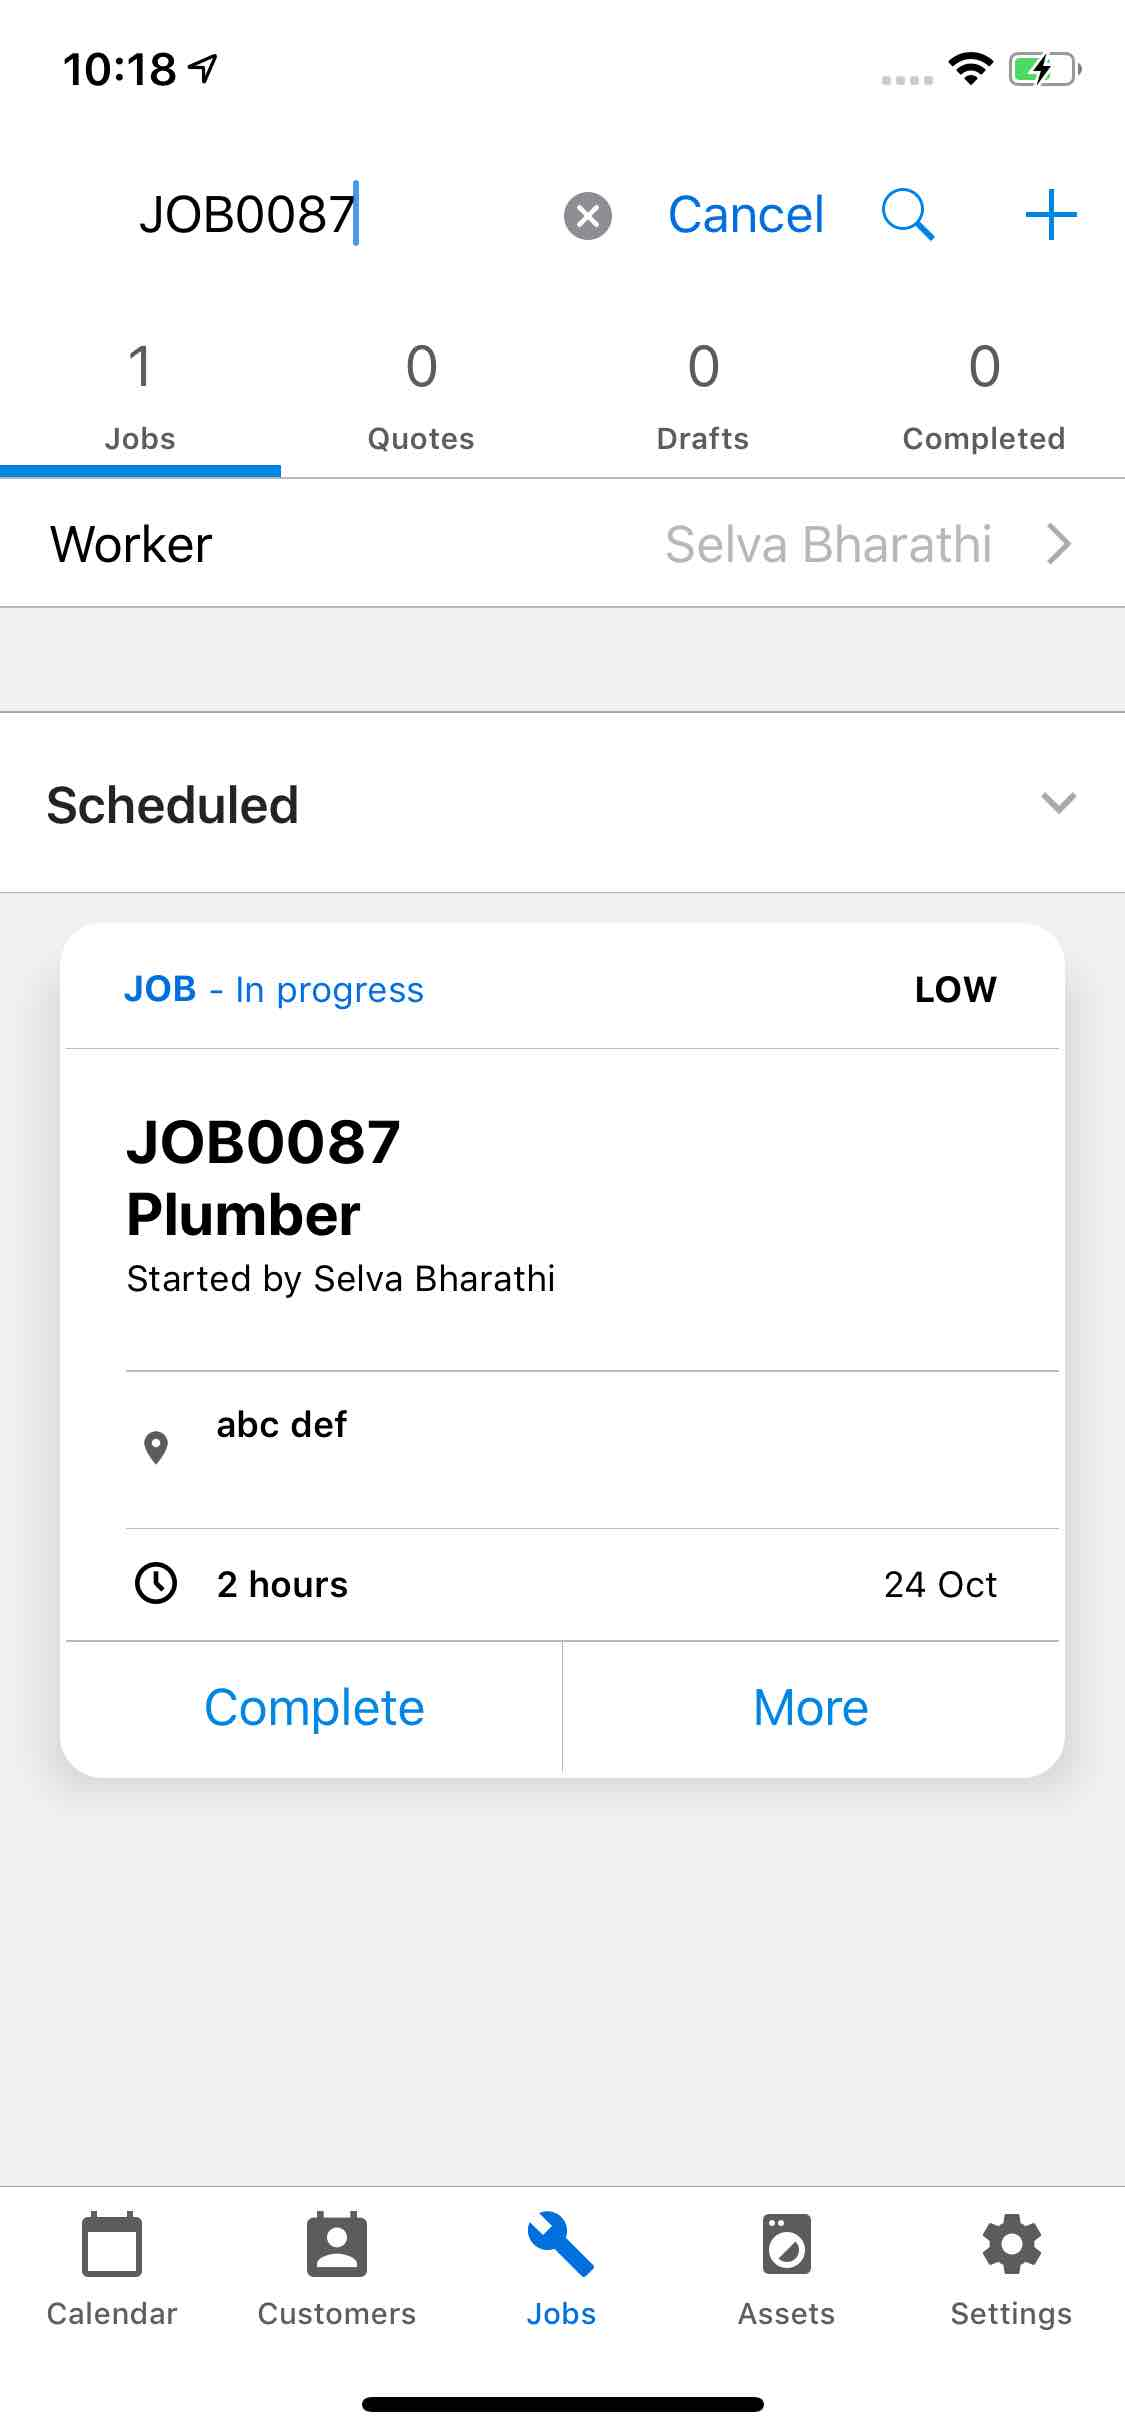 10:18
JOB0087
Cancel
1
0
0
0
Jobs
Quotes
Drafts
Completed
Worker
Selva Bharathi
Scheduled
JOB - In progress
LOW
JOB0087
Plumber
Started by Selva Bharathi
abc def
2 hours
24 Oct
Complete
More
Calendar
Customers
Jobs
Assets
Settings